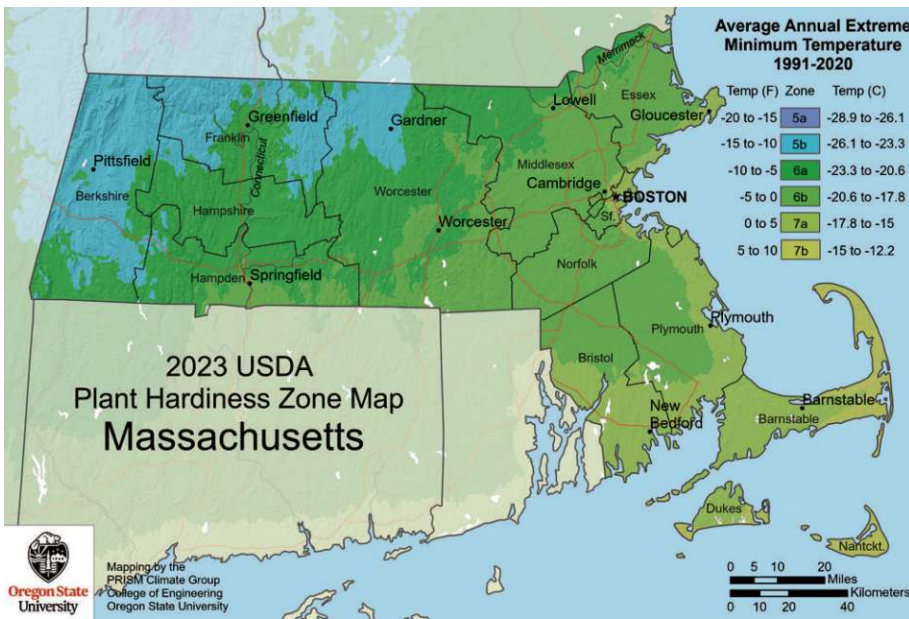 Average Annual Extreme
Minimum Temperature
1991-2020
Temp (F) Zone Temp (C)
-20 to -15 5a -28.9 to -26.1
-15 to -10 5b -26.1 to -23.3
-10 to -5 6a -23.3 to -20.6
-5 to 0 6b -20.6 to -17.8
0 to 5 7a -17.8 to -15
5 to 10 7b -15 to -12.2
Merrimack
Lowell
Essex
Gloucester
Greenfield
Franklin
Connecticut
Gardner
Pittsfield
Berkshire
Hampshire
Worcester
Worcester
Middlesex
Cambridge
BOSTON
Sf.
Norfolk
Hampden
Springfield
Plymouth
Plymouth
Bristol
New
Bedford
Barnstable
Barnstable
Dukes
Nantckt.
2023 USDA
Plant Hardiness Zone Map
Massachusetts
Oregon State
University
Mapping by the
PRISM Climate Group
College of Engineering
Oregon State University
0 5 10 20
Miles
Kilometers
0 10 20 40